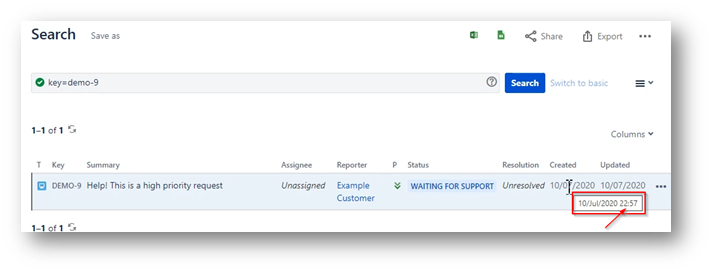 Search Save as Share Export
key=demo-9 Search Switch to basic
1–1 of 1
Columns
T Key Summary Assignee Reporter P Status Resolution Created Updated
DEMO-9 Help! This is a high priority request Unassigned Example Customer WAITING FOR SUPPORT Unresolved 10/07/2020 10/07/2020
10/Jul/2020 22:57
1–1 of 1